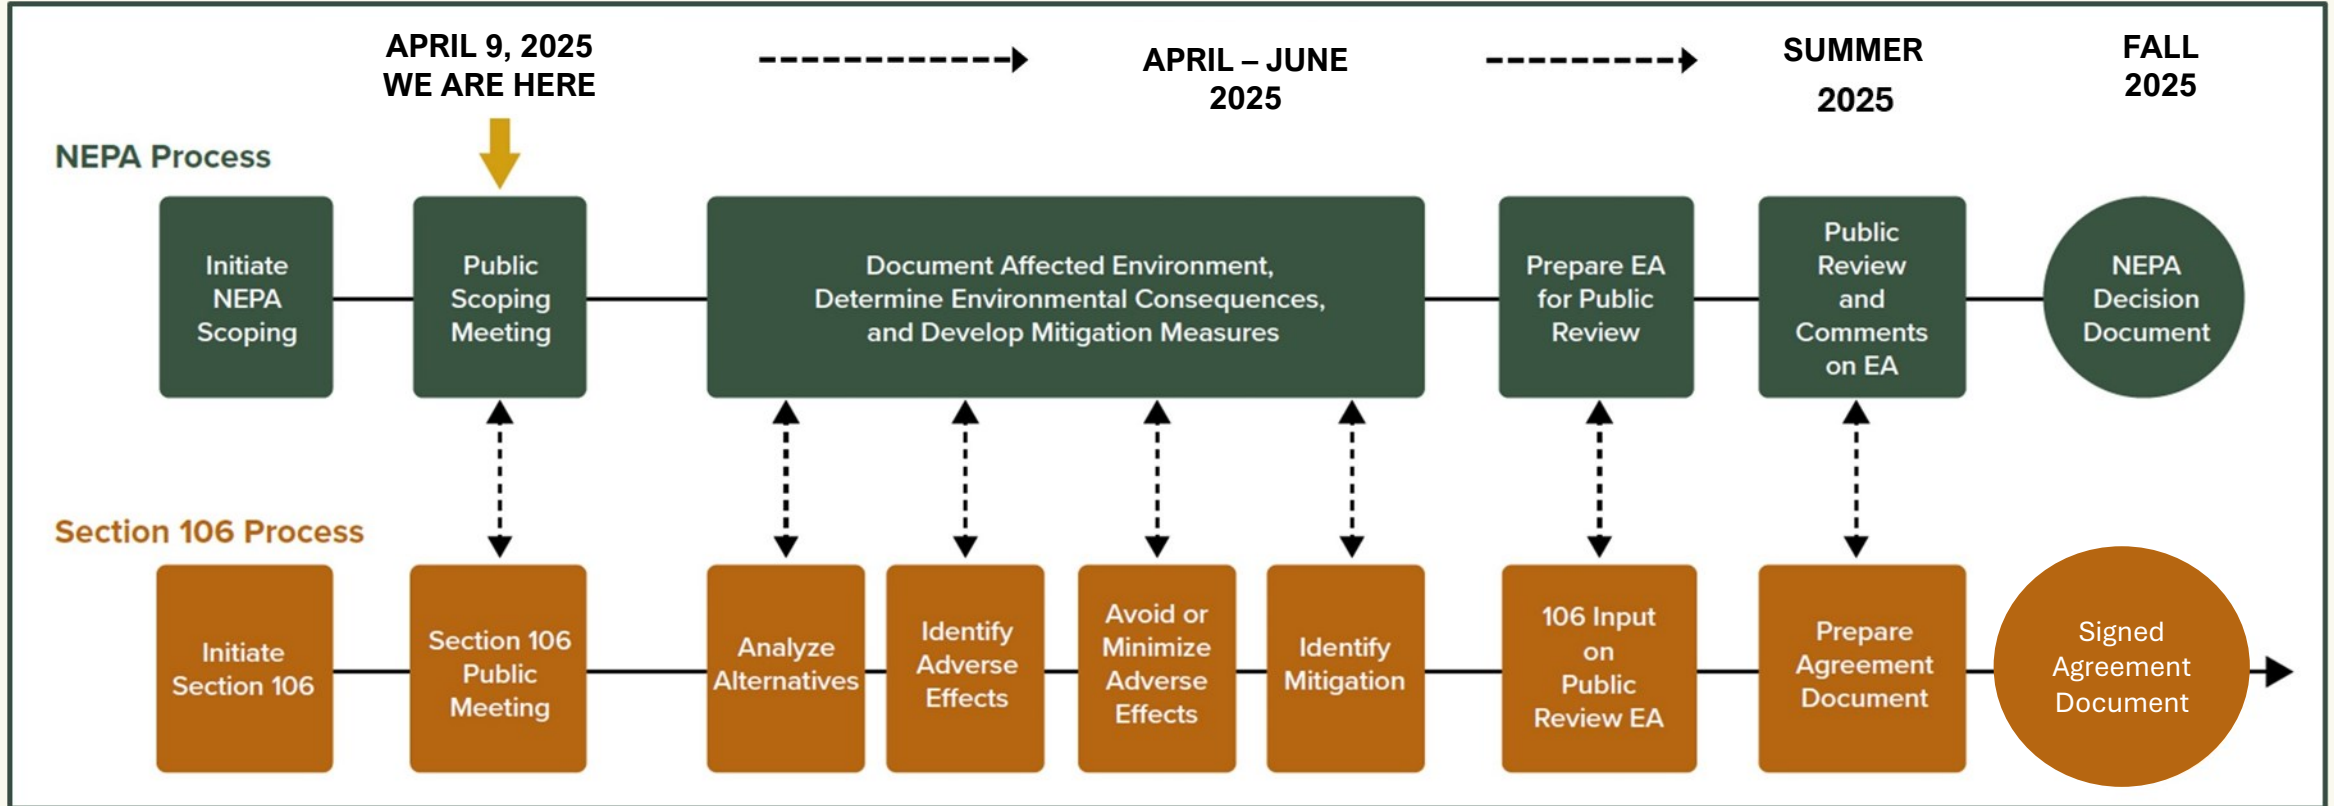 APRIL 9, 2025
WE ARE HERE
APRIL – JUNE
2025
SUMMER
2025
FALL
2025
NEPA Process
Initiate
NEPA
Scoping
Public
Scoping
Meeting
Document Affected Environment,
Determine Environmental Consequences,
and Develop Mitigation Measures
Prepare EA
for Public
Review
Public
Review
and
Comments
on EA
NEPA
Decision
Document
Section 106 Process
Initiate
Section 106
Section 106
Public
Meeting
Analyze
Alternatives
Identify
Adverse
Effects
Avoid or
Minimize
Adverse
Effects
Identify
Mitigation
106 Input
on
Public
Review EA
Prepare
Agreement
Document
Signed
Agreement
Document